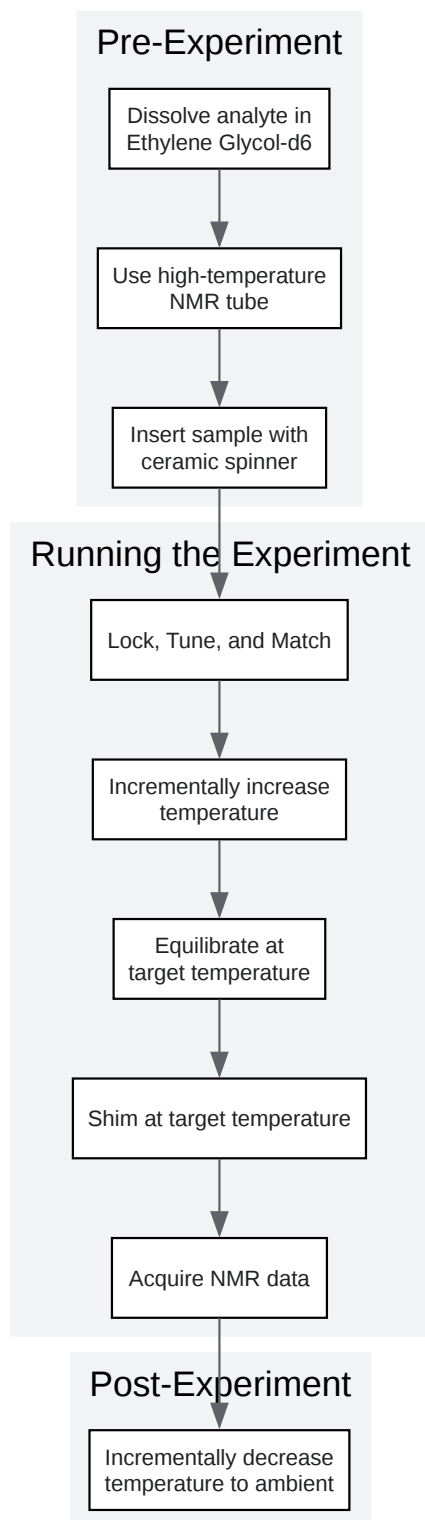 Pre-Experiment
Dissolve analyte in
Ethylene Glycol-d6
Use high-temperature
NMR tube
Insert sample with
ceramic spinner
Running the Experiment
Lock, Tune, and Match
Incrementally increase
temperature
Equilibrate at
target temperature
Shim at target temperature
Acquire NMR data
Post-Experiment
Incrementally decrease
temperature to ambient